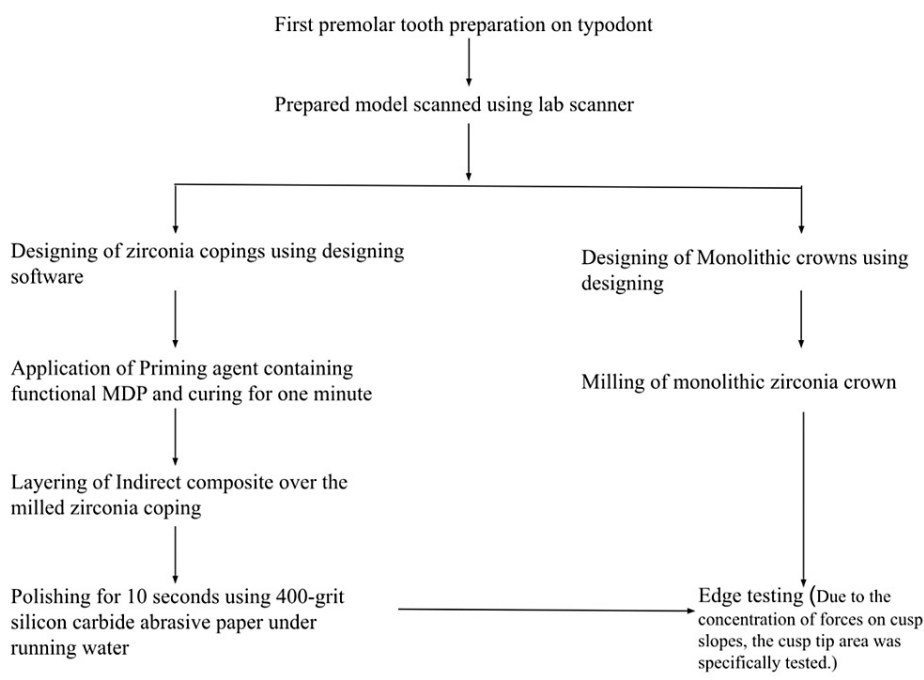 First premolar tooth preparation on typodont
Prepared model scanned using lab scanner
Designing of zirconia copings using designing
software
Application of Priming agent containing
functional MDP and curing for one minute
Layering of Indirect composite over the
milled zirconia coping
Polishing for 10 seconds using 400-grit
silicon carbide abrasive paper under
running water
Designing of Monolithic crowns using
designing
Milling of monolithic zirconia crown
Edge testing (Due to the
concentration of forces on cusp
slopes, the cusp tip area was
specifically tested.)